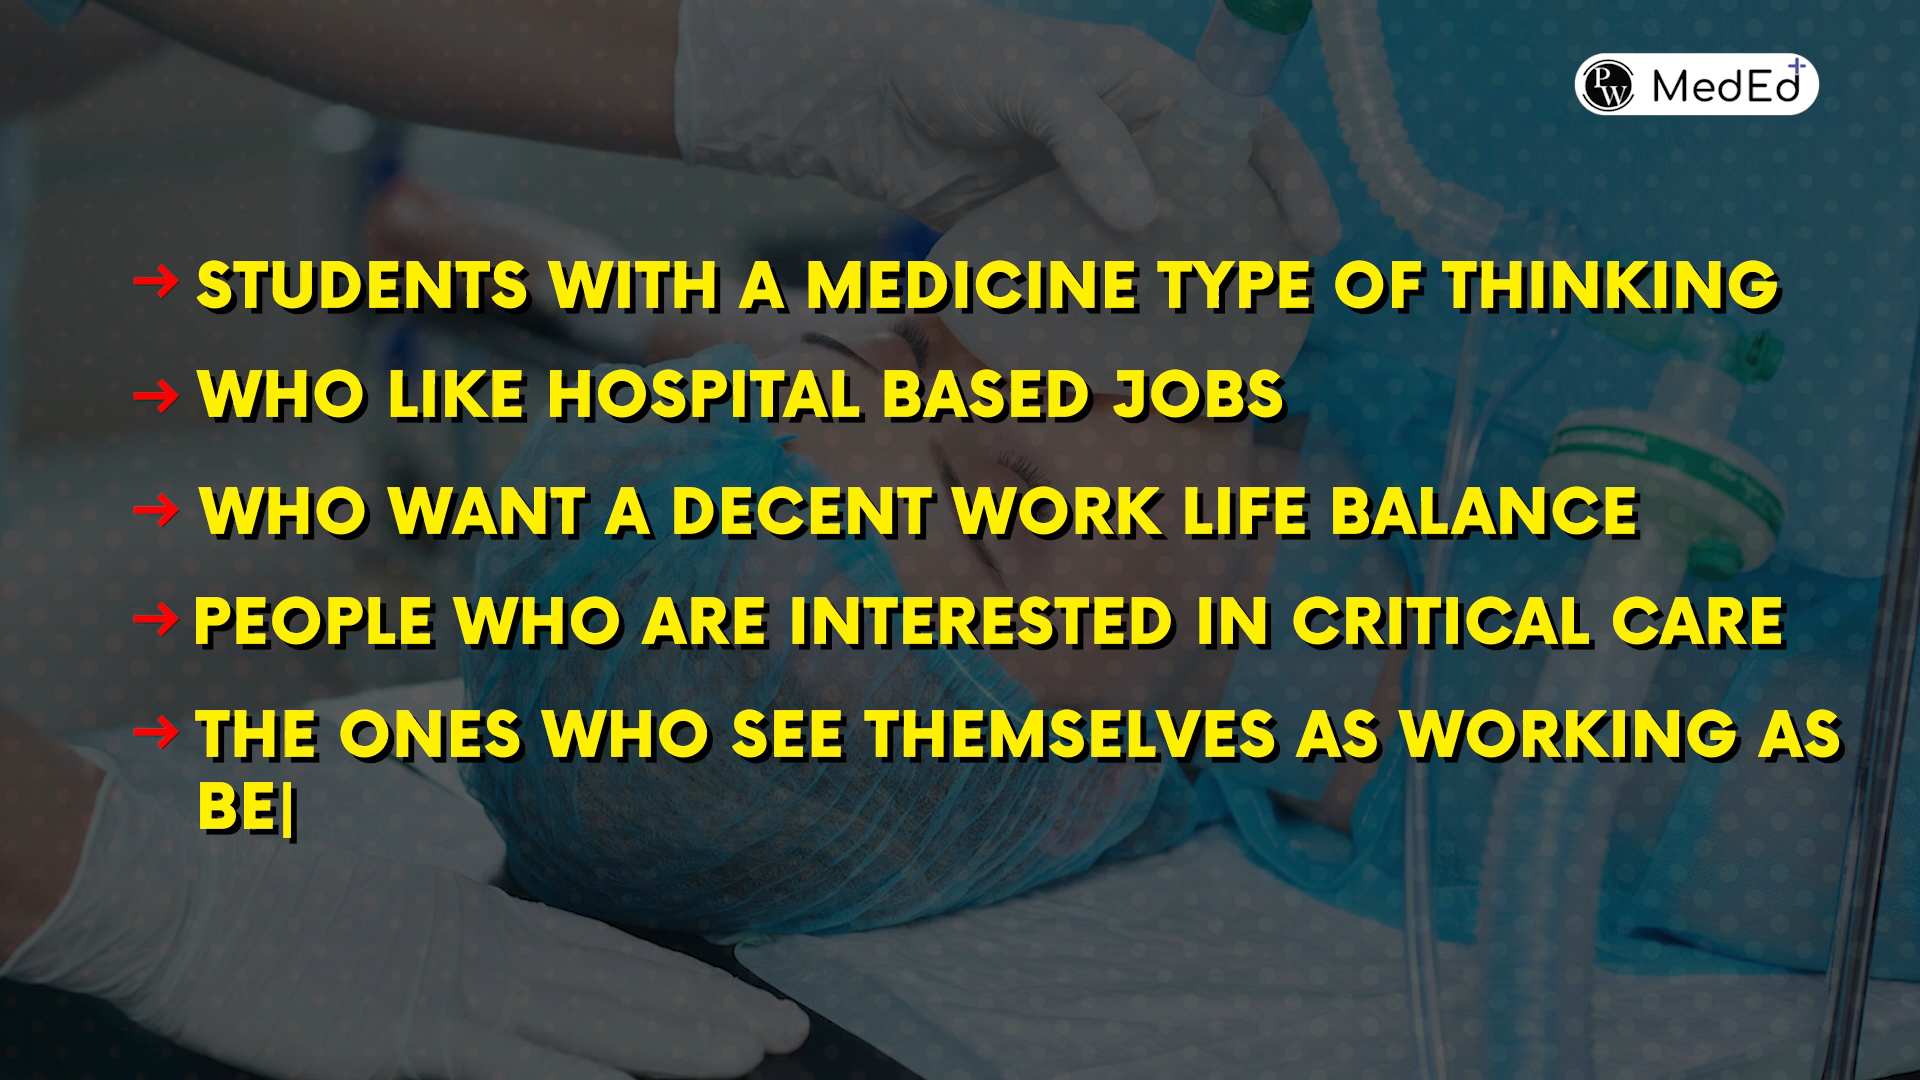 PW MedEd+
→ STUDENTS WITH A MEDICINE TYPE OF THINKING
→ WHO LIKE HOSPITAL BASED JOBS
→ WHO WANT A DECENT WORK LIFE BALANCE
→ PEOPLE WHO ARE INTERESTED IN CRITICAL CARE
→ THE ONES WHO SEE THEMSELVES AS WORKING AS
BE|